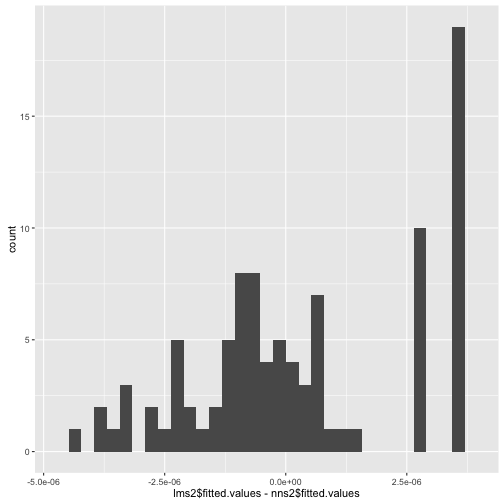 15-
10-
5-
0-
count
-5.0e-06
-2.5e-06
0.0e+00
2.5e-06
lms2$fitted.values - nns2$fitted.values